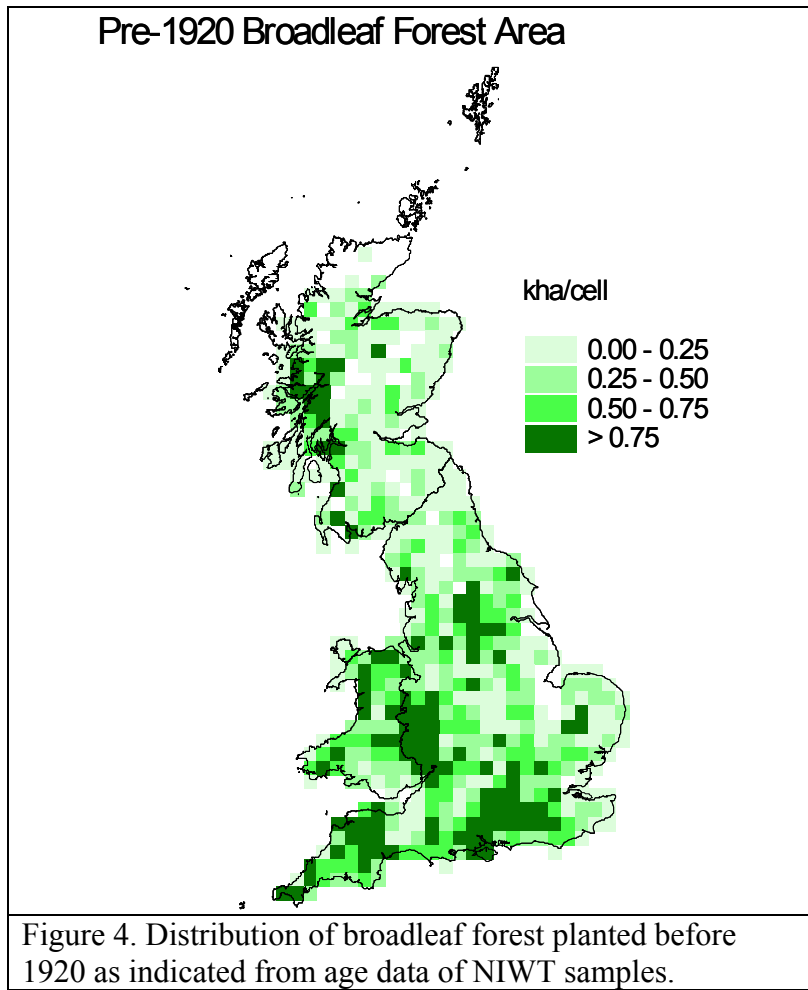 Pre-1920 Broadleaf Forest Area
kha/cell
0.00 - 0.25
0.25 - 0.50
0.50 - 0.75
> 0.75
Figure 4. Distribution of broadleaf forest planted before
1920 as indicated from age data of NIWT samples.